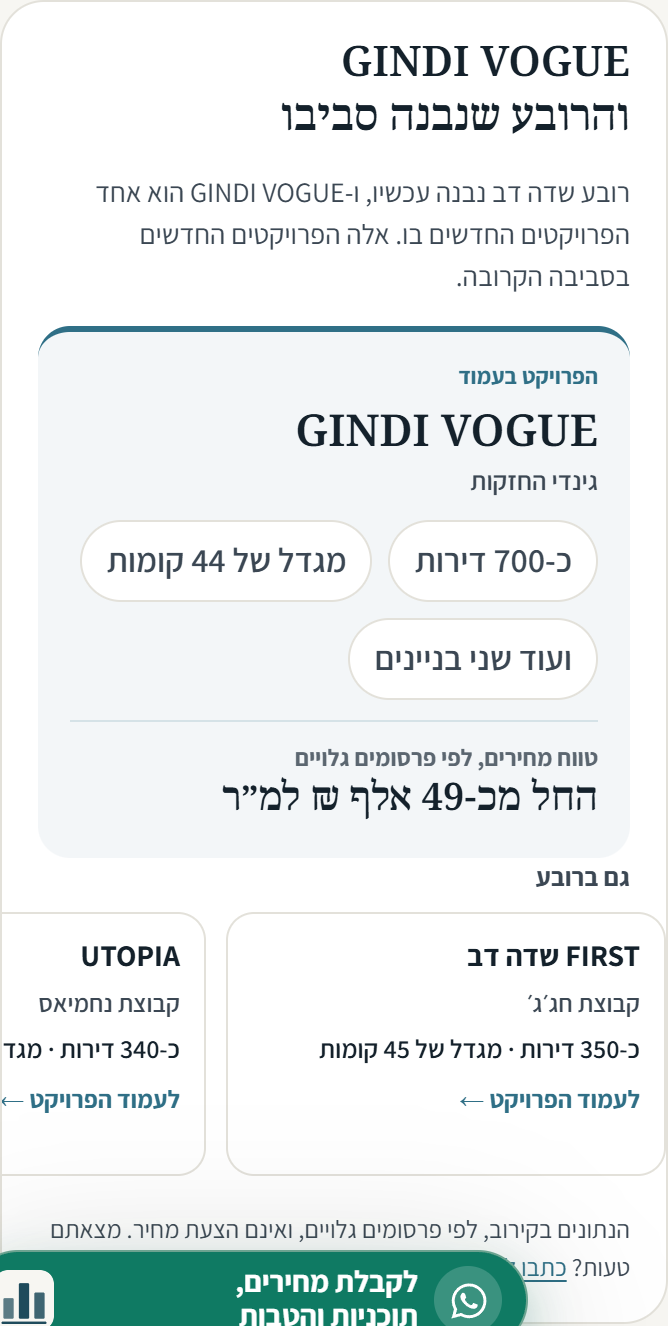 GINDI VOGUE
והרובע שנבנה סביבו
רובע שדה דב נבנה עכשיו, ו-GINDI VOGUE הוא אחד
הפרויקטים החדשים בו. אלה הפרויקטים החדשים
בסביבה הקרובה.
הפרויקט בעמוד
GINDI VOGUE
גינדי החזקות
כ-700 דירות
מגדל של 44 קומות
ועוד שני בניינים
טווח מחירים, לפי פרסומים גלויים
החל מכ-49 אלף ₪ למ״ר
גם ברובע
FIRST שדה דב
קבוצת חג׳ג׳
כ-350 דירות · מגדל של 45 קומות
לעמוד הפרויקט ←
UTOPIA
קבוצת נחמיאס
כ-340 דירות ·
לעמוד הפרויקט ←
הנתונים בקירוב, לפי פרסומים גלויים, ואינם הצעת מחיר. מצאתם
טעות? כתבו
לקבלת מחירים,
תוכניות והטבות